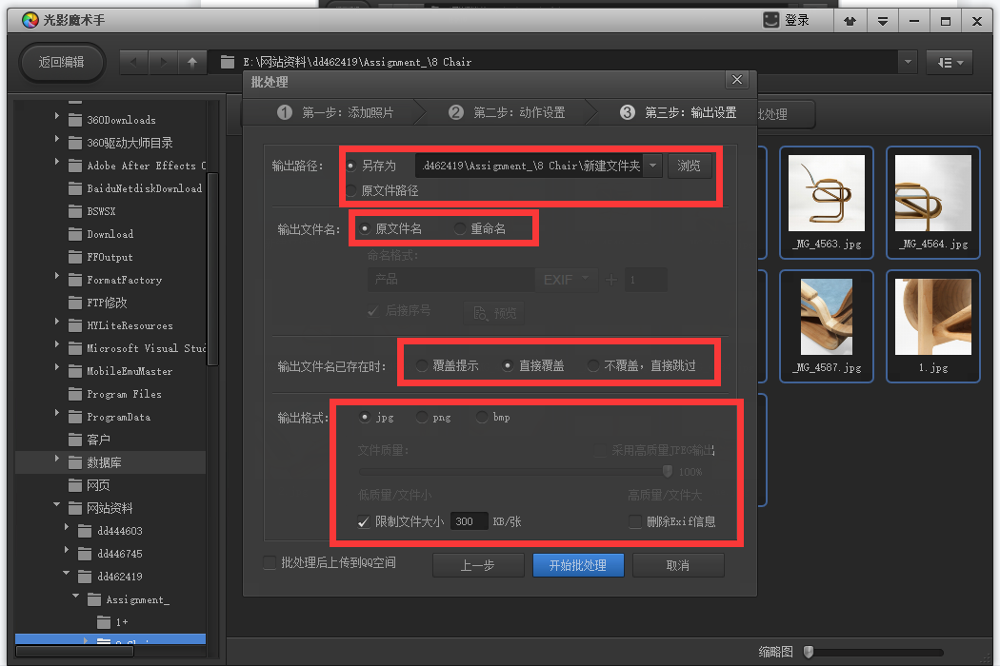 光影魔术手
登录
返回编辑
E:\网站资料\dd462419\Assignment_\8 Chair
批处理
1 第一步：添加照片
2 第二步：动作设置
3 第三步：输出设置
批处理
360Downloads
360驱动大师目录
Adobe After Effects C
BaiduNetdiskDownload
BSWSX
Download
FFOutput
FormatFactory
FTP修改
HYLiteResources
Microsoft Visual Stud
MobileEmuMaster
Program Files
ProgramData
客户
数据库
网页
网站资料
dd444603
dd446745
dd462419
Assignment_
1+
8 Chair
输出路径：
另存为
.d462419\Assignment_\8 Chair\新建文件夹
浏览
原文件路径
输出文件名：
原文件名
重命名
命名格式：
产品
EXIF
+
1
后接序号
预览
输出文件名已存在时：
覆盖提示
直接覆盖
不覆盖，直接跳过
输出格式：
jpg
png
bmp
文件质量：
采用高质量JPEG输出
100%
低质量/文件小
高质量/文件大
限制文件大小
300
KB/张
删除Exif信息
批处理后上传到QQ空间
上一步
开始批处理
取消
_MG_4563.jpg
_MG_4564.jpg
_MG_4587.jpg
1.jpg
缩略图